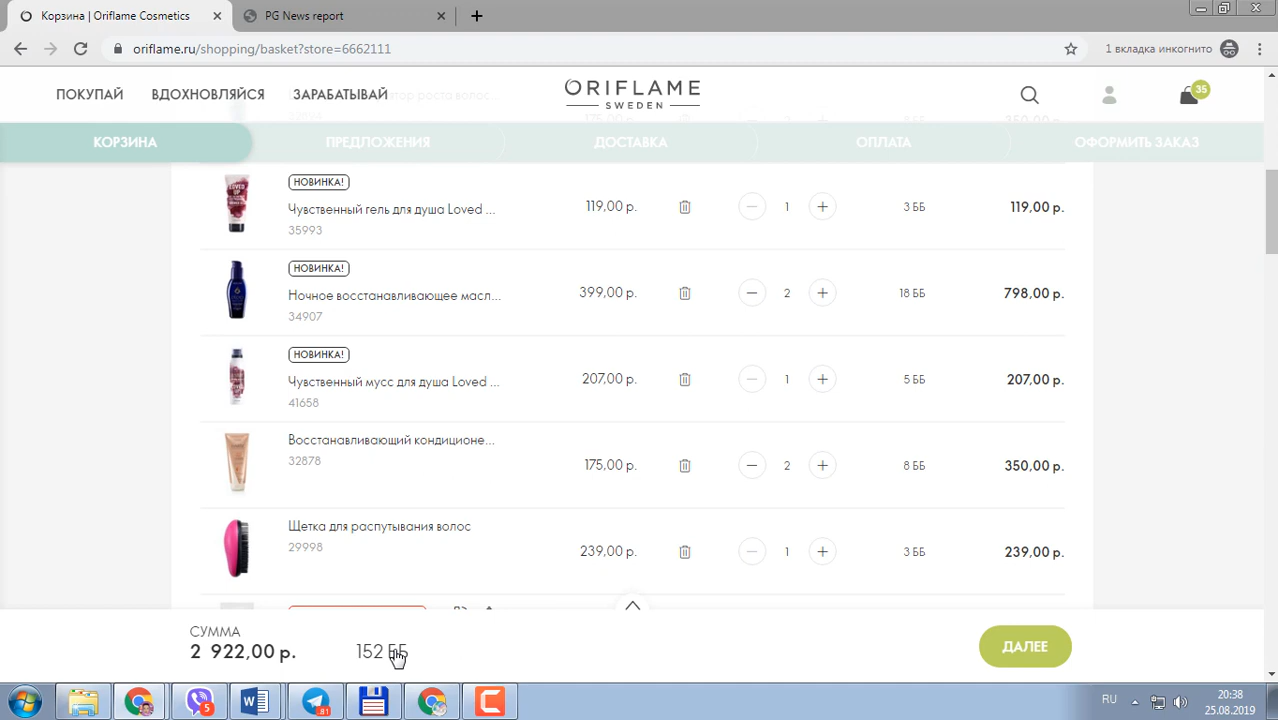 Корзина | Oriflame Cosmetics
PG News report
oriflame.ru/shopping/basket?store=6662111
1 вкладка инкогнито
ПОКУПАЙ
ВДОХНОВЛЯЙСЯ
ЗАРАБАТЫВАЙ
ORIFLAME
SWEDEN
35
КОРЗИНА
ПРЕДЛОЖЕНИЯ
ДОСТАВКА
ОПЛАТА
ОФОРМИТЬ ЗАКАЗ
НОВИНКА!
Чувственный гель для душа Loved ...
35993
119,00 р.
1
3 ББ
119,00 р.
НОВИНКА!
Ночное восстанавливающее масл...
34907
399,00 р.
2
18 ББ
798,00 р.
НОВИНКА!
Чувственный мусс для душа Loved ...
41658
207,00 р.
1
5 ББ
207,00 р.
Восстанавливающий кондиционе...
32878
175,00 р.
2
8 ББ
350,00 р.
Щетка для распутывания волос
29998
239,00 р.
1
3 ББ
239,00 р.
СУММА
2 922,00 р.
152 ББ
ДАЛЕЕ
5
81
RU
20:38
25.08.2019